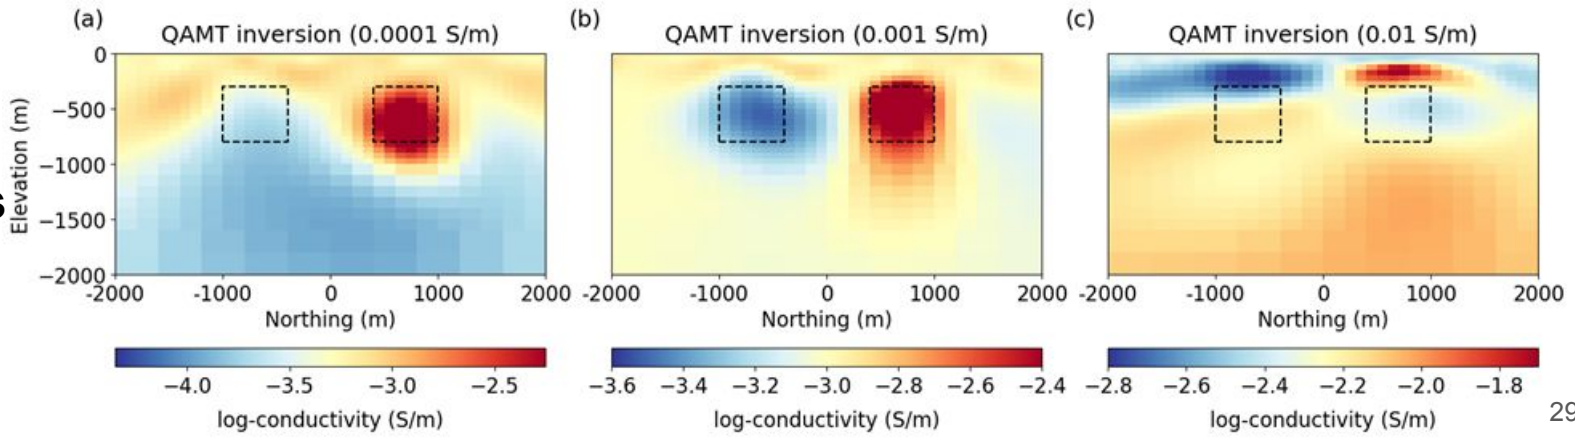 (a)
QAMT inversion (0.0001 S/m)
0
−500
−1000
−1500
−2000
Elevation (m)
-2000 -1000 0 1000 2000
Northing (m)
−4.0 −3.5 −3.0 −2.5
log-conductivity (S/m)
(b)
QAMT inversion (0.001 S/m)
-2000 -1000 0 1000 2000
Northing (m)
−3.6 −3.4 −3.2 −3.0 −2.8 −2.6 −2.4
log-conductivity (S/m)
(c)
QAMT inversion (0.01 S/m)
-2000 -1000 0 1000 2000
Northing (m)
−2.8 −2.6 −2.4 −2.2 −2.0 −1.8
log-conductivity (S/m)
s
29